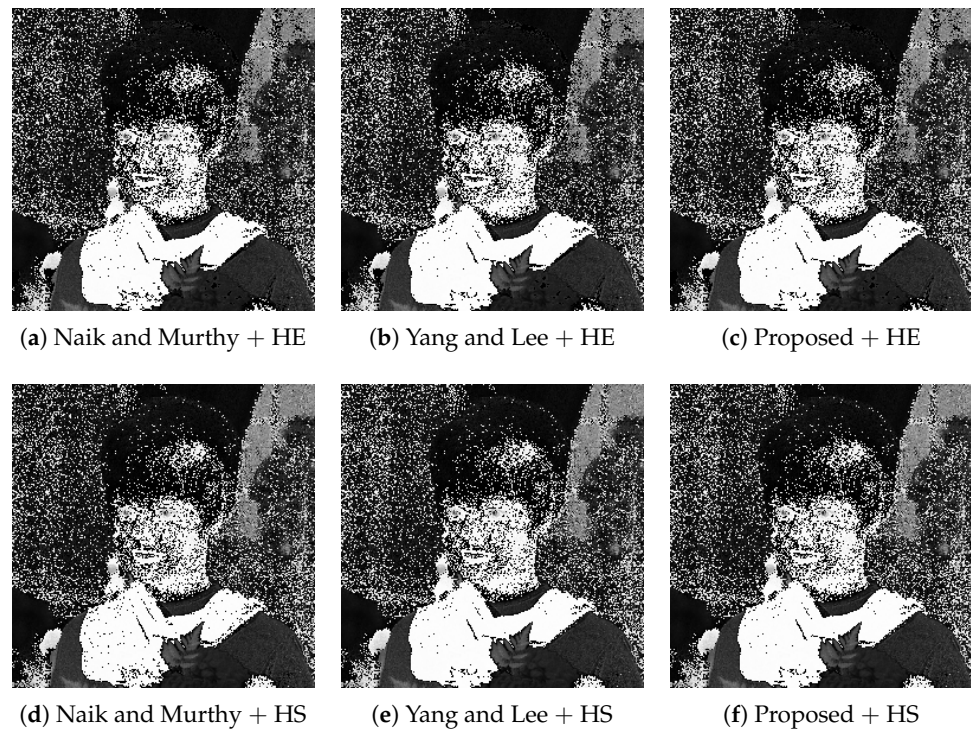 (a) Naik and Murthy + HE
(b) Yang and Lee + HE
(c) Proposed + HE
(d) Naik and Murthy + HS
(e) Yang and Lee + HS
(f) Proposed + HS